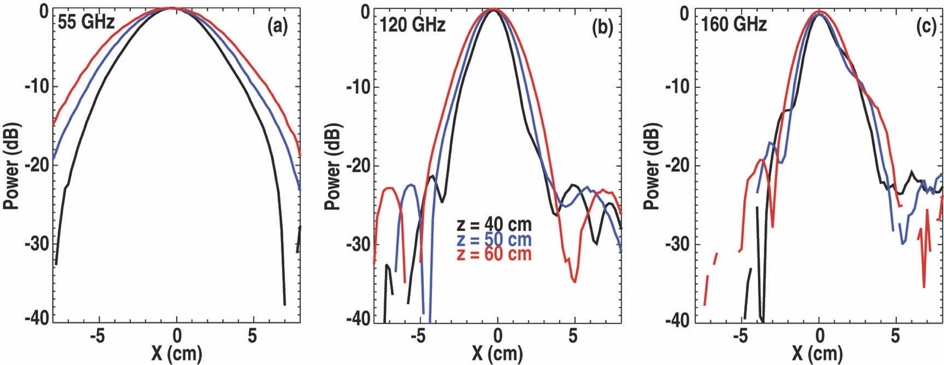 55 GHz
(a)
0
-10
-20
-30
-40
Power (dB)
-5
0
5
X (cm)
120 GHz
(b)
0
-10
-20
-30
-40
Power (dB)
z = 40 cm
z = 50 cm
z = 60 cm
-5
0
5
X (cm)
160 GHz
(c)
0
-10
-20
-30
-40
Power (dB)
-5
0
5
X (cm)